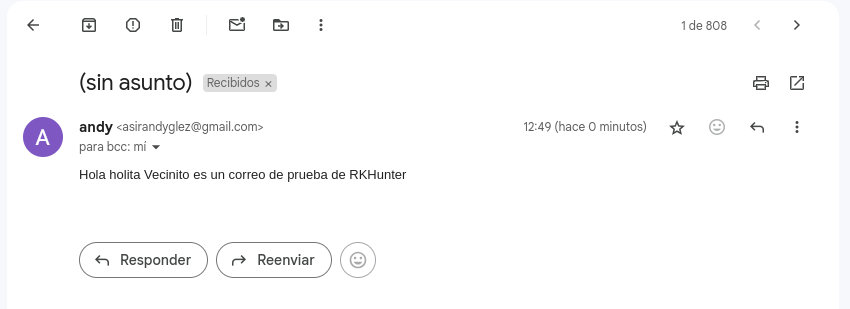 1 de 808
(sin asunto) Recibidos ×
andy <asirandyglez@gmail.com> 12:49 (hace 0 minutos)
para bcc: mí
Hola holita Vecinito es un correo de prueba de RKHunter
Responder Reenviar
A